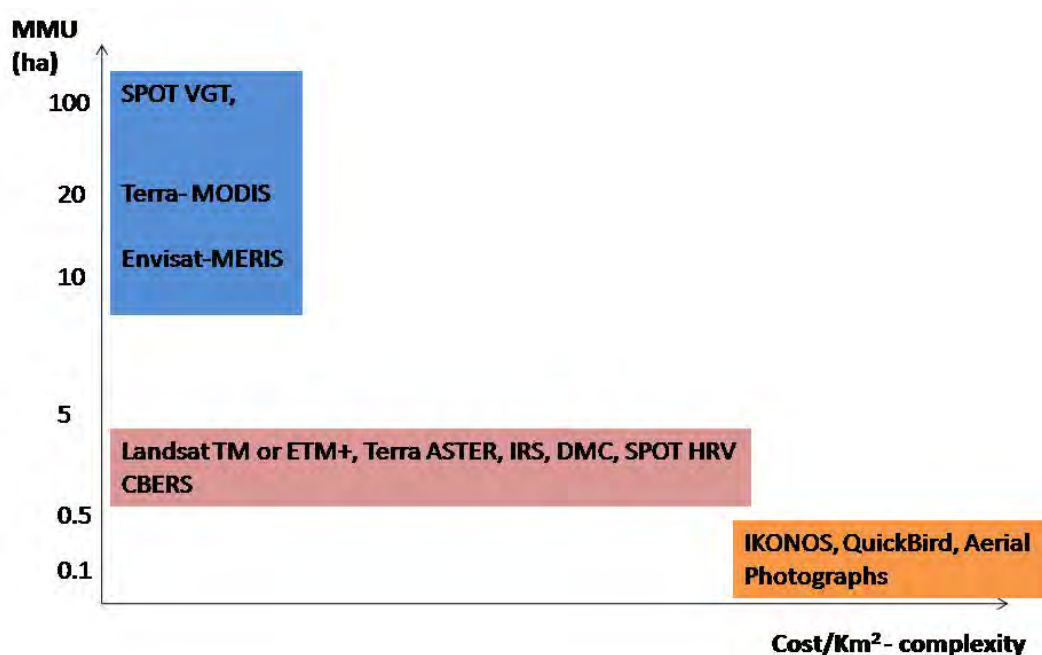 MMU
(ha)
100
20
10
5
0.5
0.1
SPOT VGT,
Terra- MODIS
Envisat-MERIS
Landsat TM or ETM+, Terra ASTER, IRS, DMC, SPOT HRV
CBERS
IKONOS, QuickBird, Aerial
Photographs
Cost/Km²- complexity